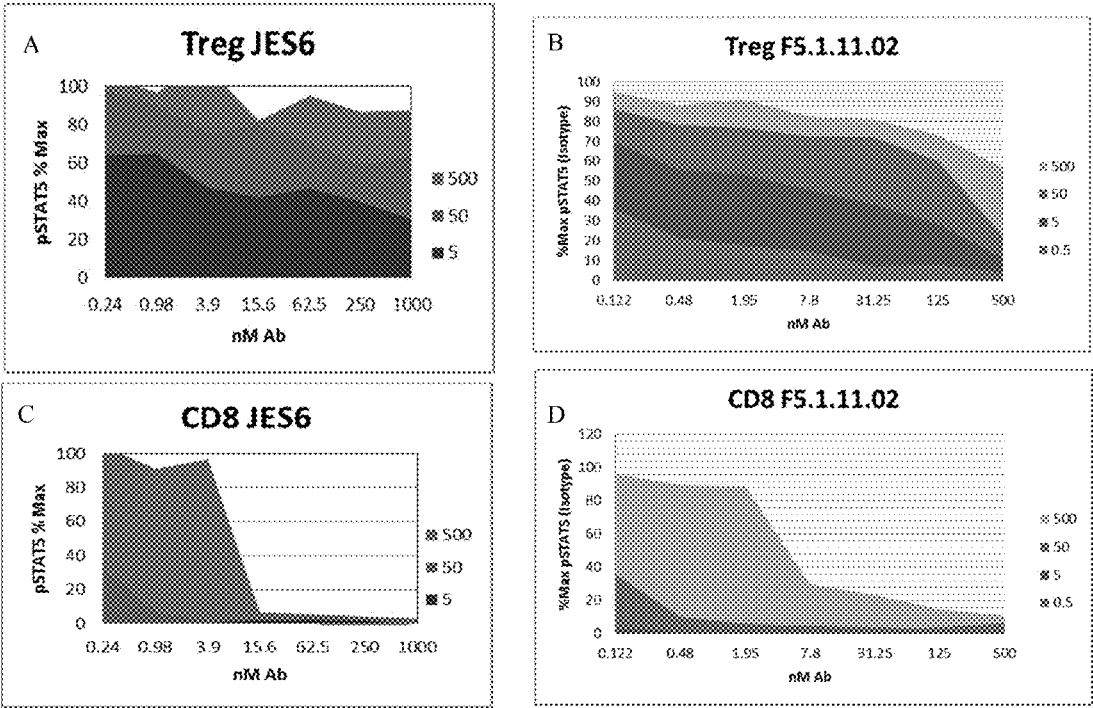 A
Treg JES6
pSTAT5 % Max
100
80
60
40
20
0
0.24 0.98 3.9 15.6 62.5 250 1000
nM Ab
500
50
5
B
Treg F5.1.11.02
%Max pSTAT5 (Isotype)
100
90
80
70
60
50
40
30
20
10
0
0.122 0.48 1.95 7.8 31.25 125 500
nM Ab
500
50
5
0.5
C
CD8 JES6
pSTAT5 % Max
100
80
60
40
20
0
0.24 0.98 3.9 15.6 62.5 250 1000
nM Ab
500
50
5
D
CD8 F5.1.11.02
%Max pSTAT5 (Isotype)
120
100
80
60
40
20
0
0.122 0.48 1.95 7.8 31.25 125 500
nM Ab
500
50
5
0.5